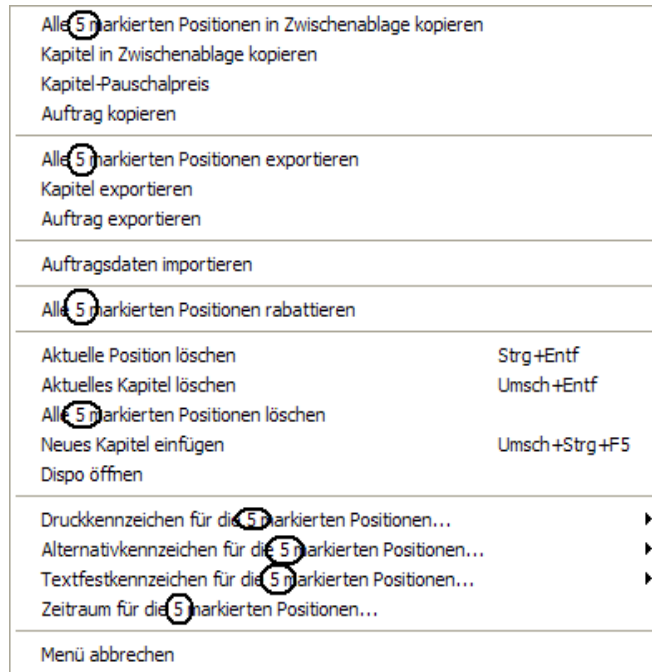 Alle 5 markierten Positionen in Zwischenablage kopieren
Kapitel in Zwischenablage kopieren
Kapitel-Pauschalpreis
Auftrag kopieren
Alle 5 markierten Positionen exportieren
Kapitel exportieren
Auftrag exportieren
Auftragsdaten importieren
Alle 5 markierten Positionen rabattieren
Aktuelle Position löschen Strg+Entf
Aktuelles Kapitel löschen Umsch+Entf
Alle 5 markierten Positionen löschen
Neues Kapitel einfügen Umsch+Strg+F5
Dispo öffnen
Druckkennzeichen für die 5 markierten Positionen...
Alternativkennzeichen für die 5 markierten Positionen...
Textfestkennzeichen für die 5 markierten Positionen...
Zeitraum für die 5 markierten Positionen...
Menü abbrechen